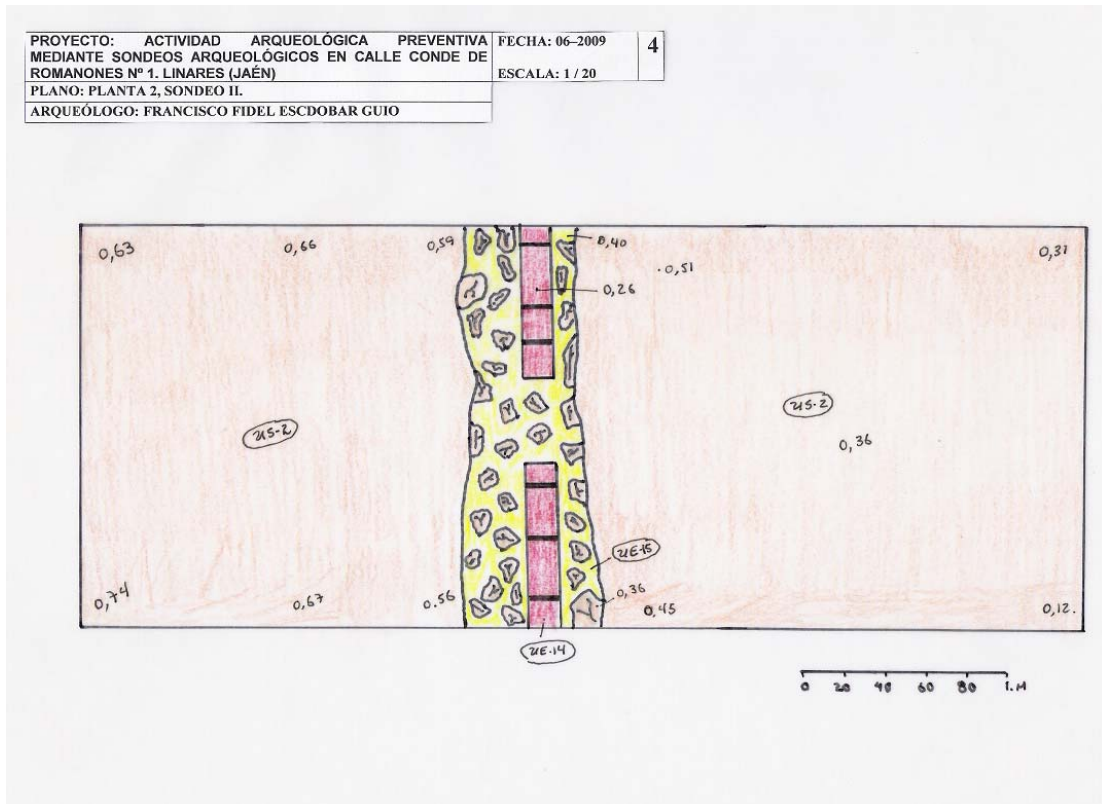 PROYECTO: ACTIVIDAD ARQUEOLÓGICA PREVENTIVA
MEDIANTE SONDEOS ARQUEOLÓGICOS EN CALLE CONDE DE
ROMANONES Nº 1. LINARES (JAÉN)
FECHA: 06–2009
ESCALA: 1 / 20
4
PLANO: PLANTA 2, SONDEO II.
ARQUEÓLOGO: FRANCISCO FIDEL ESCDOBAR GUIO
0,63 0,66 0,59 0,40 0,31
0,51
0,26
US-2 US-2
0,36
UE-15
0,74 0,67 0.56 0,36 0,45 0,12.
UE-14
0 20 40 60 80 1.M